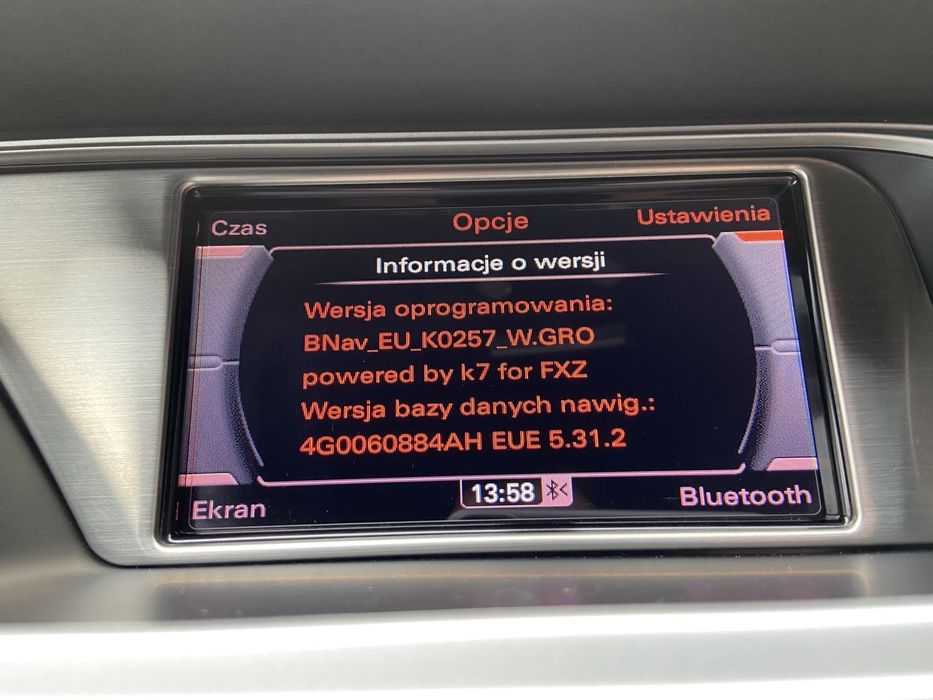 Czas
Opcje
Ustawienia
Informacje o wersji
Wersja oprogramowania:
BNav_EU_K0257_W.GRO
powered by k7 for FXZ
Wersja bazy danych nawig.:
4G0060884AH EUE 5.31.2
Ekran
13:58
Bluetooth